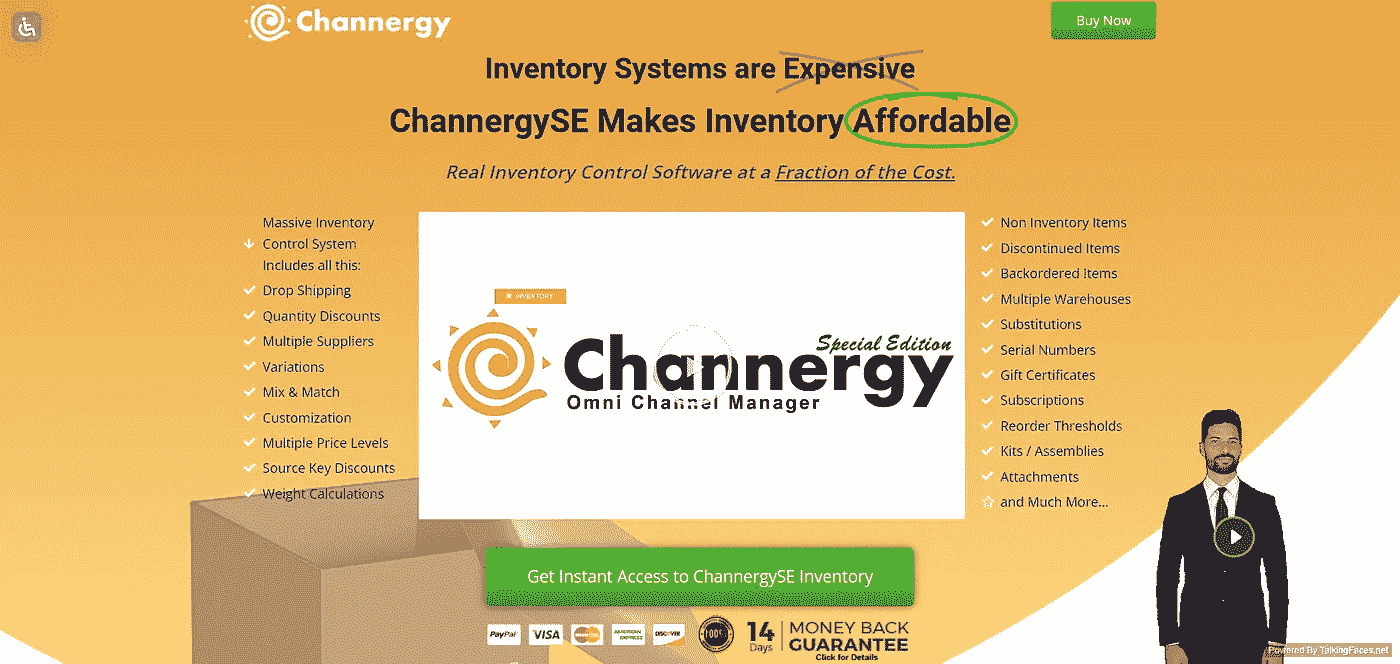 Channergy
Buy Now
Inventory Systems are Expensive
ChannergySE Makes Inventory Affordable
Real Inventory Control Software at a Fraction of the Cost.
Massive Inventory
Control System
Includes all this:
Drop Shipping
Quantity Discounts
Multiple Suppliers
Variations
Mix & Match
Customization
Multiple Price Levels
Source Key Discounts
Weight Calculations
INVENTORY
Special Edition
Channergy
Omni Channel Manager
Non Inventory Items
Discontinued Items
Backordered Items
Multiple Warehouses
Substitutions
Serial Numbers
Gift Certificates
Subscriptions
Reorder Thresholds
Kits / Assemblies
Attachments
and Much More...
Get Instant Access to ChannergySE Inventory
PayPal VISA AMERICAN EXPRESS DISCOVER
100%
14 Days
MONEY BACK
GUARANTEE
Click for Details
Powered By TalkingFaces.net